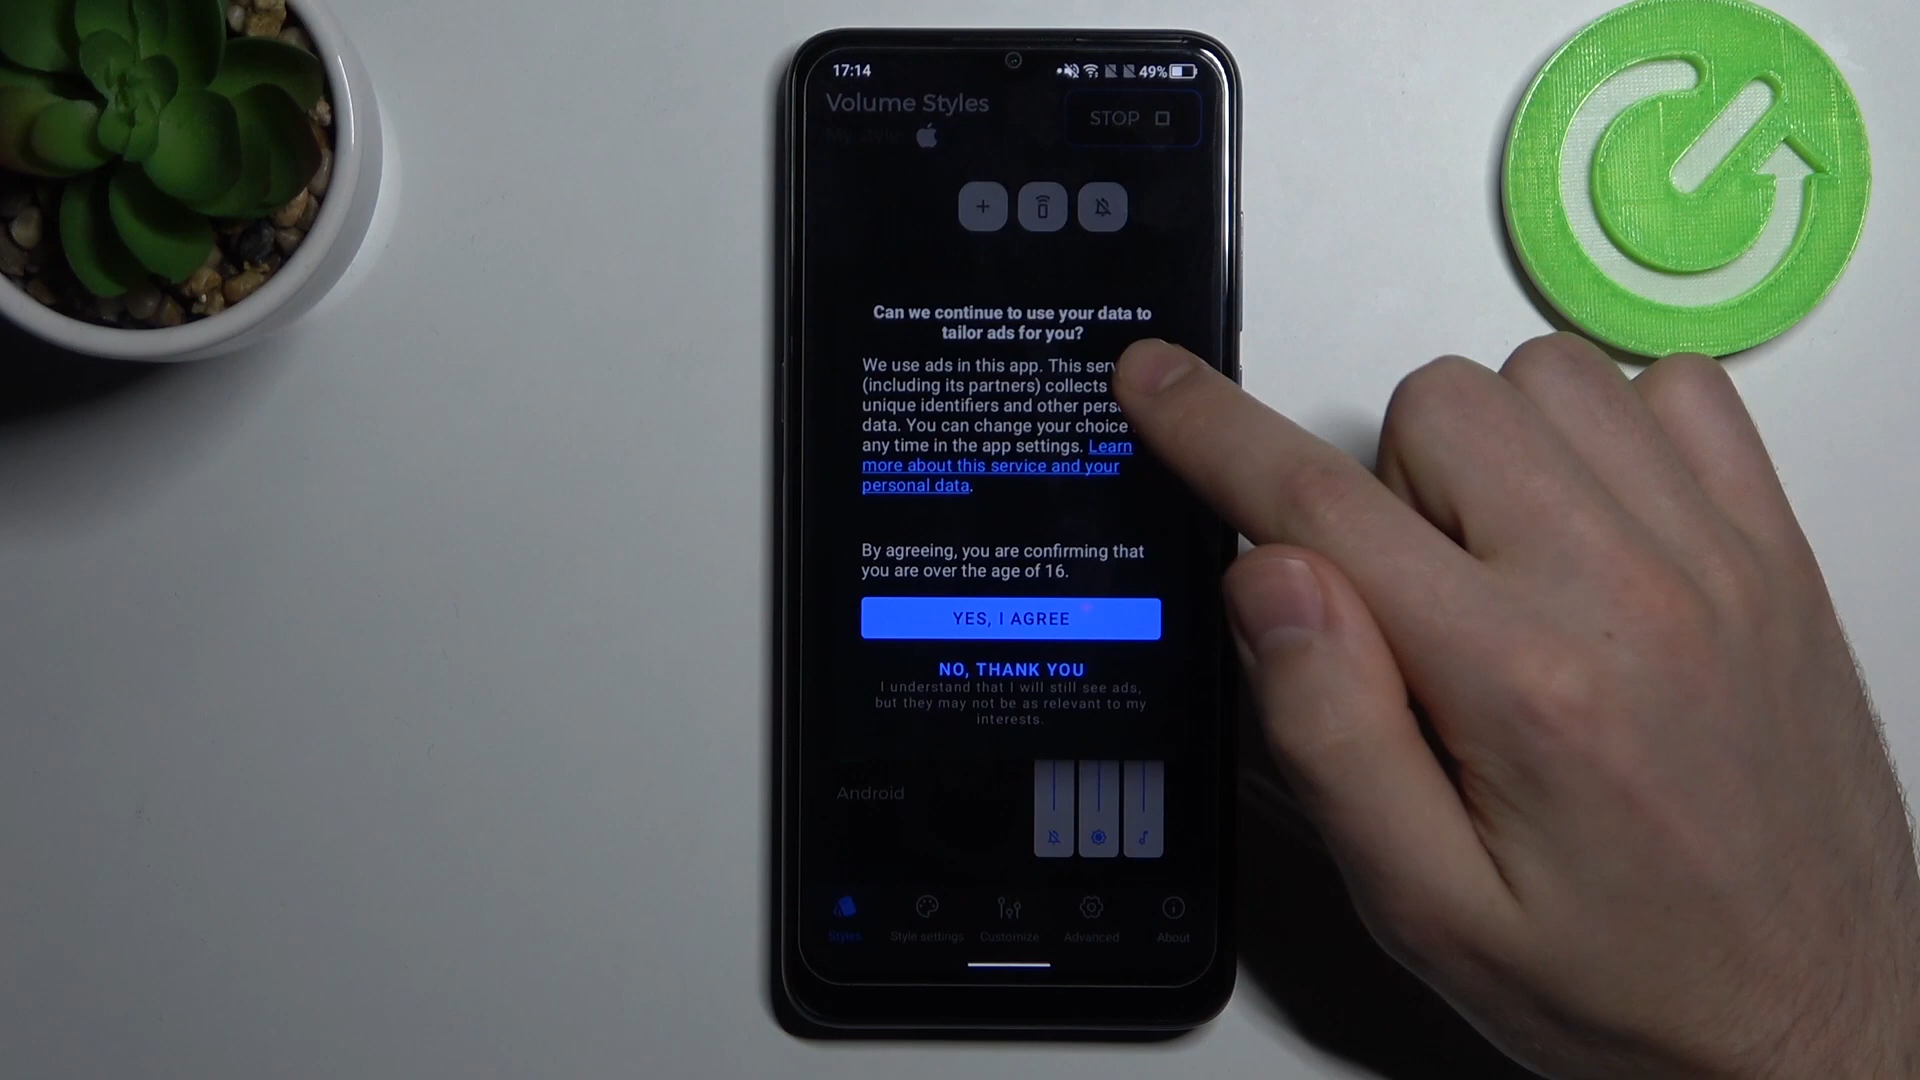 17:14
49%
Volume Styles
STOP
My style
Can we continue to use your data to
tailor ads for you?
We use ads in this app. This
(including its partners) collects
unique identifiers and other
data. You can change your choice
any time in the app settings. Learn
more about this service and your
personal data.
By agreeing, you are confirming that
you are over the age of 16.
YES, I AGREE
NO, THANK YOU
I understand that I will still see ads,
but they may not be as relevant to my
interests.
Android
Styles
Style settings
Customize
Advanced
About